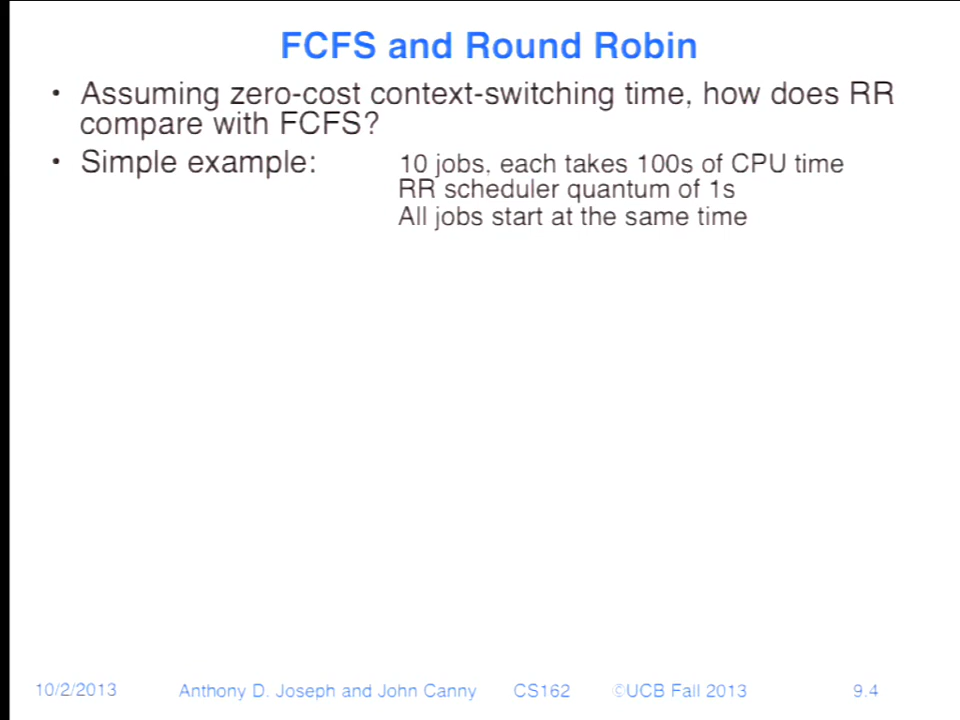 FCFS and Round Robin
• Assuming zero-cost context-switching time, how does RR
compare with FCFS?
• Simple example: 10 jobs, each takes 100s of CPU time
RR scheduler quantum of 1s
All jobs start at the same time
10/2/2013 Anthony D. Joseph and John Canny CS162 ©UCB Fall 2013 9.4